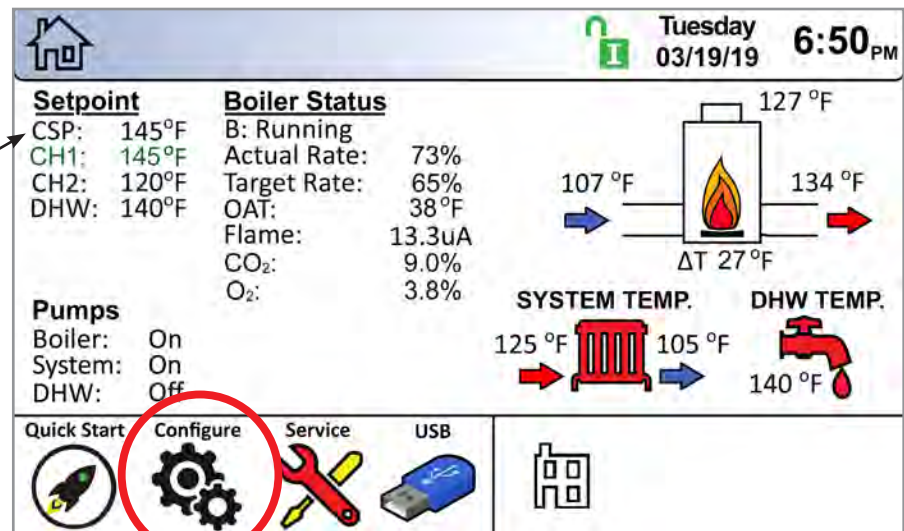 Tuesday
03/19/19
6:50PM
I
Setpoint
CSP: 145°F
CH1: 145°F
CH2: 120°F
DHW: 140°F
Boiler Status
B: Running
Actual Rate: 73%
Target Rate: 65%
OAT: 38°F
Flame: 13.3uA
CO₂: 9.0%
O₂: 3.8%
Pumps
Boiler: On
System: On
DHW: Off
127 °F
107 °F
134 °F
ΔT 27 °F
SYSTEM TEMP.
125 °F
105 °F
DHW TEMP.
140 °F
Quick Start
Configure
Service
USB